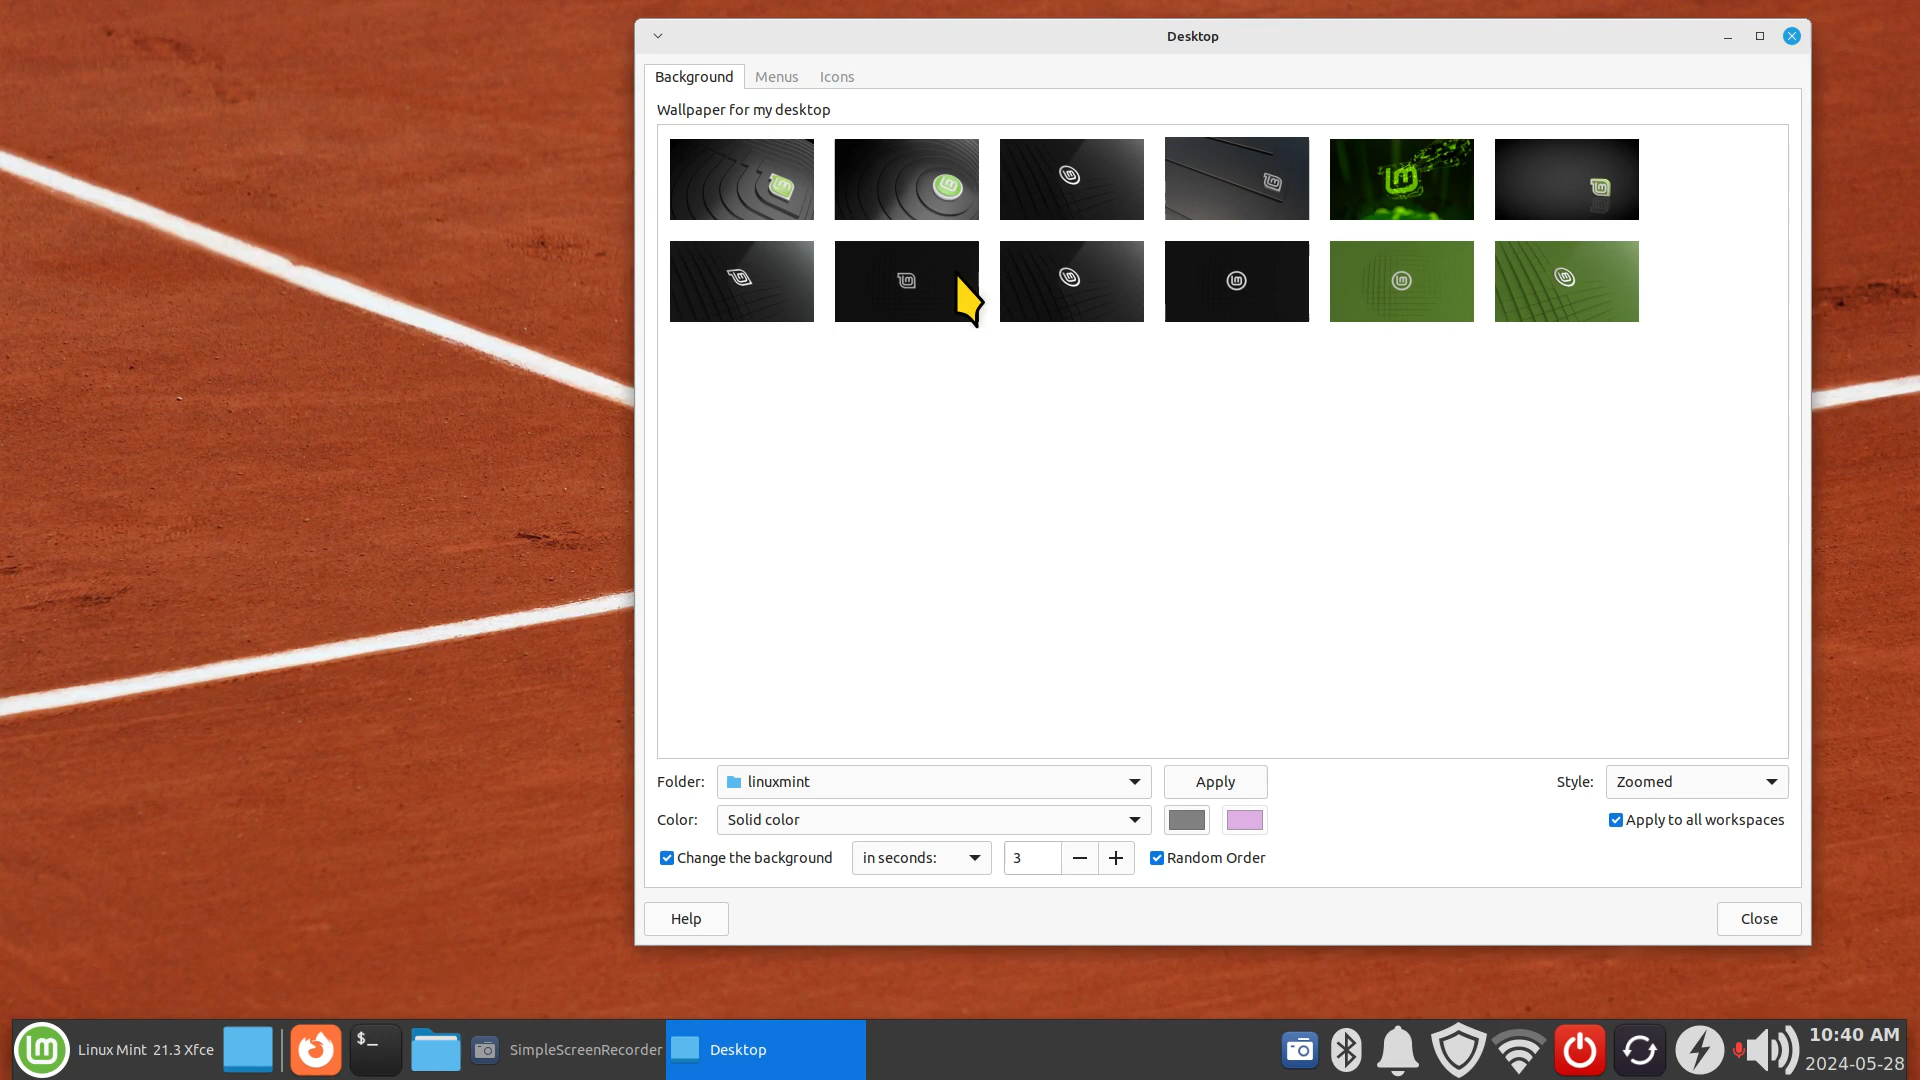 Desktop
Background Menus Icons
Wallpaper for my desktop
Folder: linuxmint Apply Style: Zoomed
Color: Solid color Apply to all workspaces
Change the background in seconds: 3 Random Order
Help Close
Linux Mint 21.3 Xfce $_ SimpleScreenRecorder Desktop 10:40 AM
2024-05-28